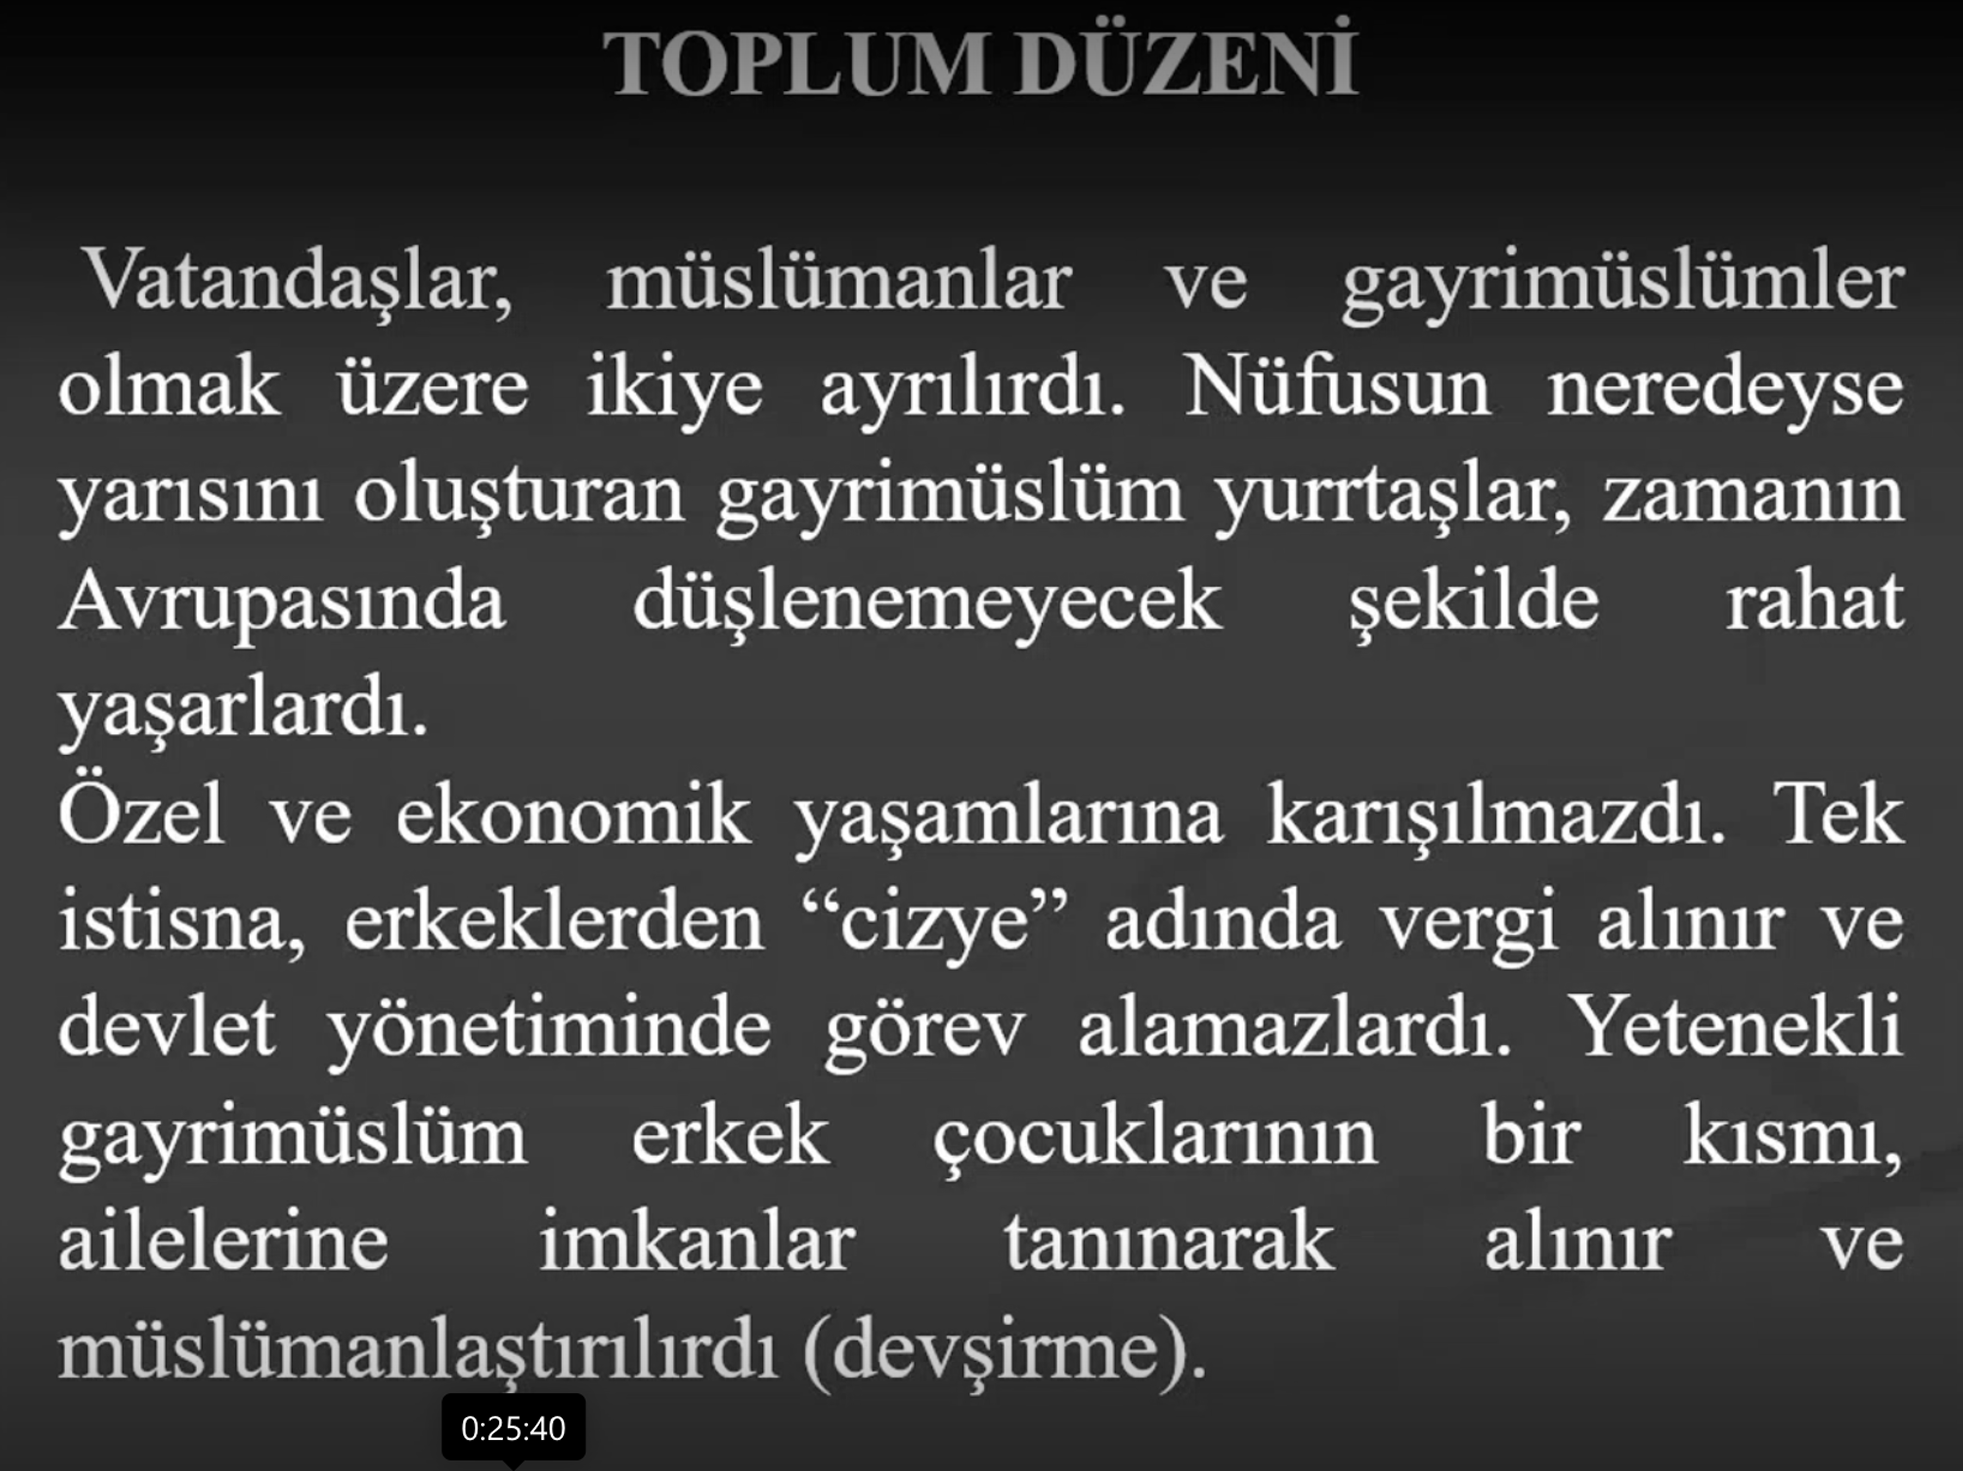 TOPLUM DÜZENİ
Vatandaşlar, müslümanlar ve gayrimüslümler
olmak üzere ikiye ayrılırdı. Nüfusun neredeyse
yarısını oluşturan gayrimüslüm yurrtaşlar, zamanın
Avrupasında düşlenemeyecek şekilde rahat
yaşarlardı.
Özel ve ekonomik yaşamlarına karışılmazdı. Tek
istisna, erkeklerden “cizye” adında vergi alınır ve
devlet yönetiminde görev alamazlardı. Yetenekli
gayrimüslüm erkek çocuklarının bir kısmı,
ailelerine imkanlar tanınarak alınır ve
müslümanlaştırılırdı (devşirme).
0:25:40